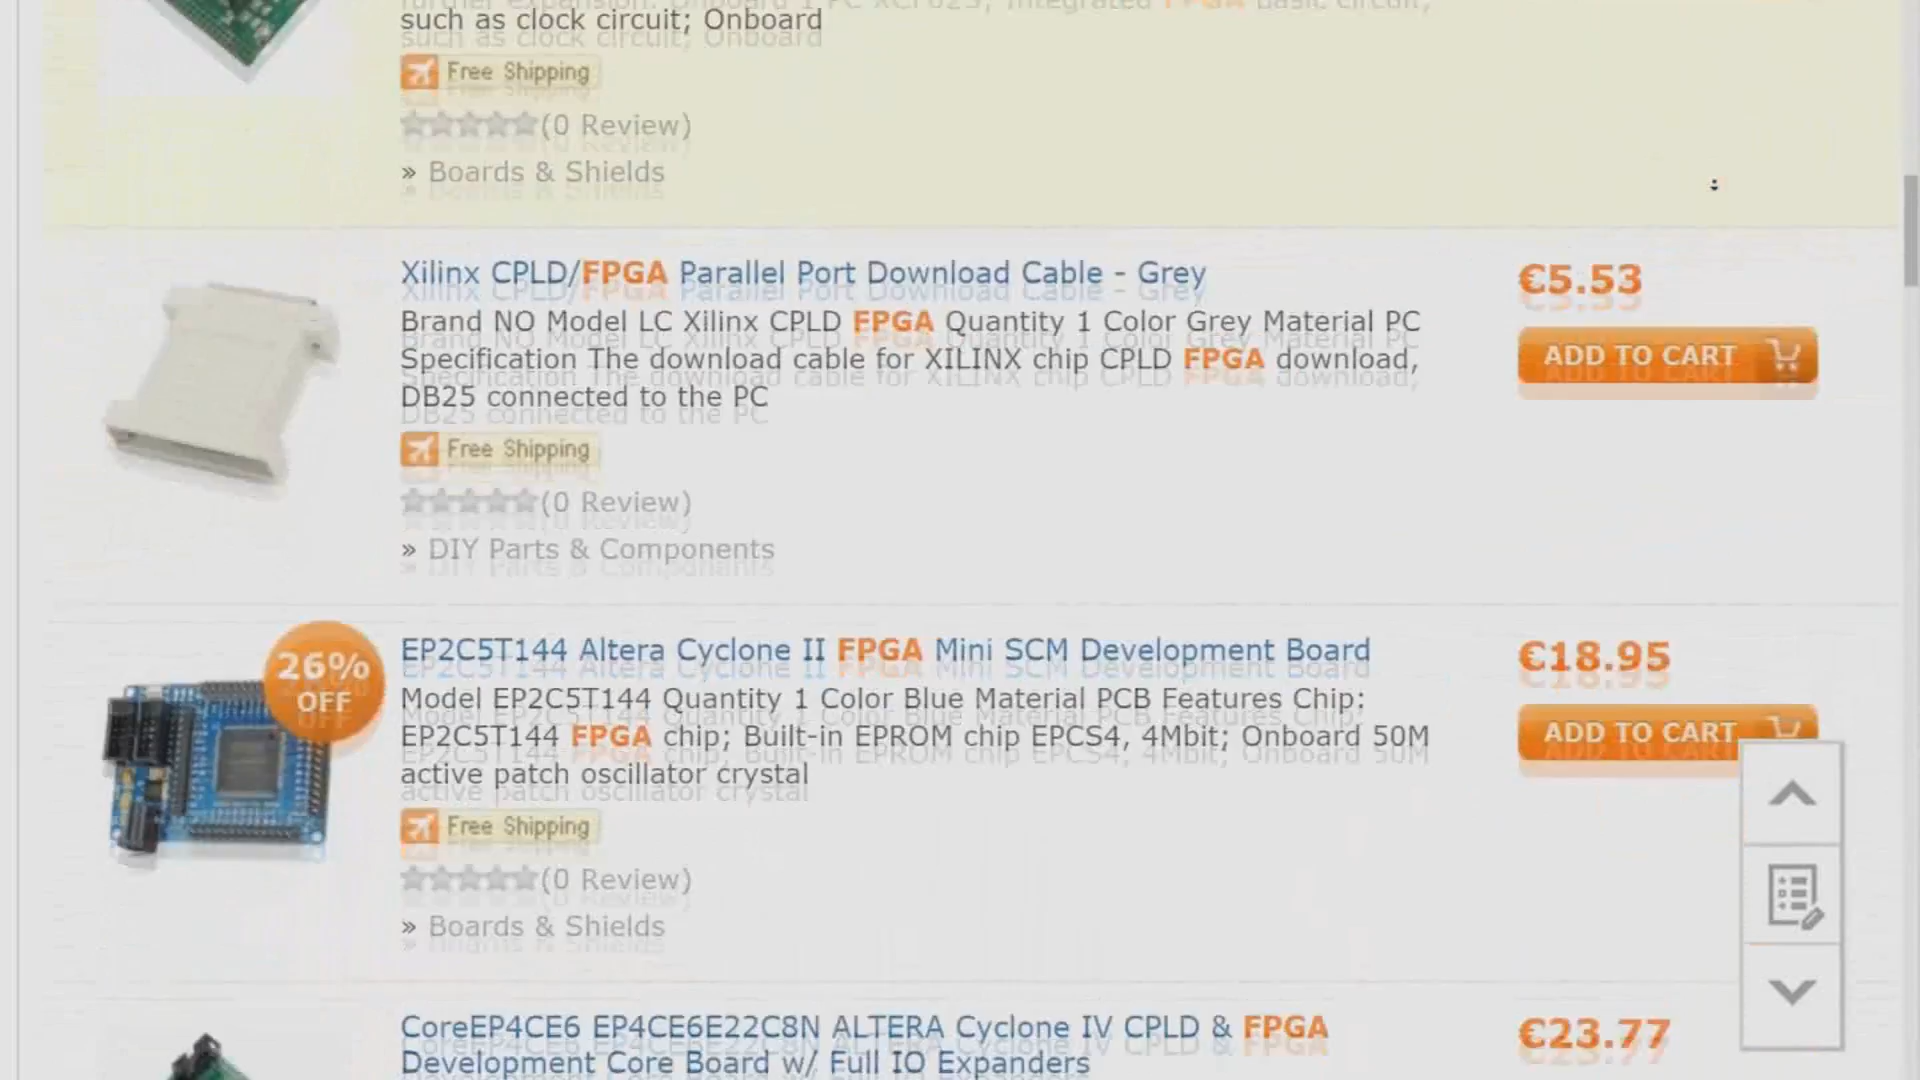 such as clock circuit; Onboard
Free Shipping
(0 Review)
» Boards & Shields
Xilinx CPLD/FPGA Parallel Port Download Cable - Grey
€5.53
Brand NO Model LC Xilinx CPLD FPGA Quantity 1 Color Grey Material PC
Specification The download cable for XILINX chip CPLD FPGA download,
DB25 connected to the PC
ADD TO CART
Free Shipping
(0 Review)
» DIY Parts & Components
26%
OFF
EP2C5T144 Altera Cyclone II FPGA Mini SCM Development Board
€18.95
Model EP2C5T144 Quantity 1 Color Blue Material PCB Features Chip:
EP2C5T144 FPGA chip; Built-in EPROM chip EPCS4, 4Mbit; Onboard 50M
active patch oscillator crystal
ADD TO CART
Free Shipping
(0 Review)
» Boards & Shields
CoreEP4CE6 EP4CE6E22C8N ALTERA Cyclone IV CPLD & FPGA
Development Core Board w/ Full IO Expanders
€23.77